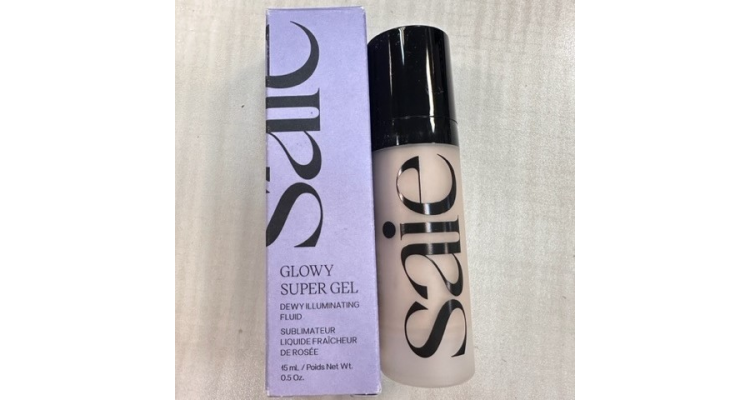 saie
GLOWY
SUPER GEL
DEWY ILLUMINATING
FLUID
SUBLIMATEUR
LIQUIDE FRAÎCHEUR
DE ROSÉE
15 mL / Poids Net Wt.
0.5 Oz.
saie